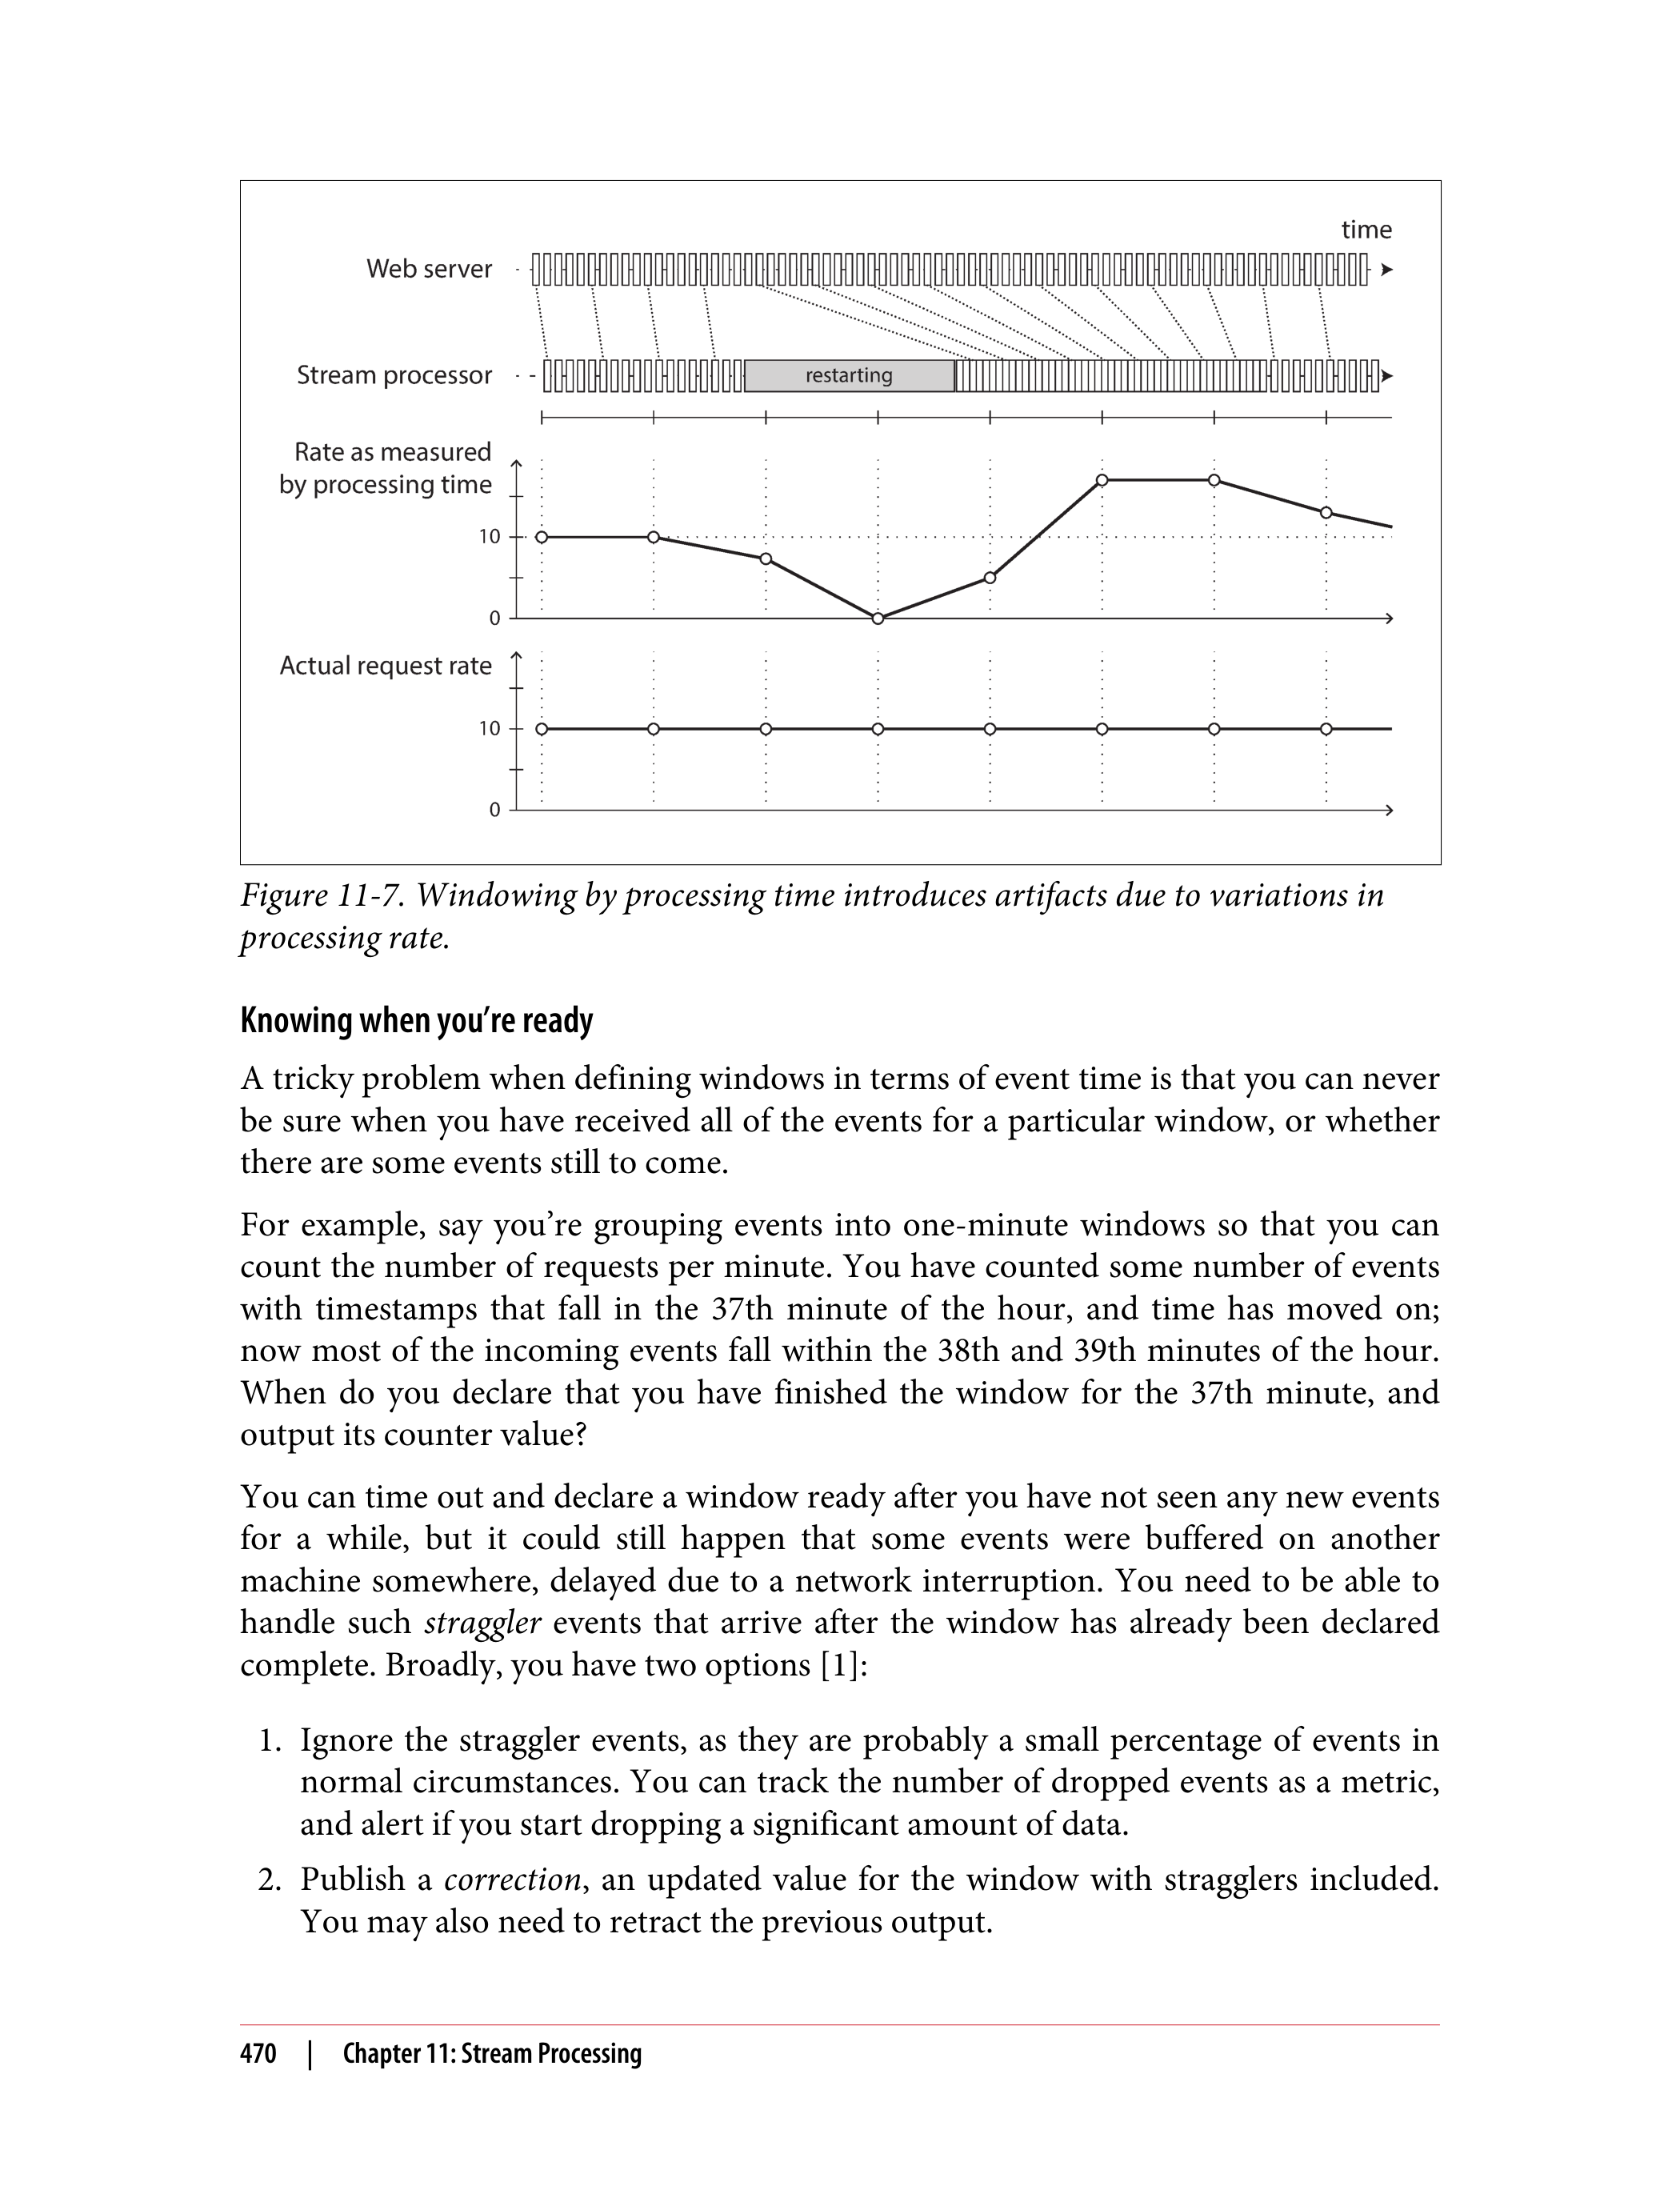 time
Web server
Stream processor
restarting
Rate as measured
by processing time
10
0
Actual request rate
10
0
Figure 11-7. Windowing by processing time introduces artifacts due to variations in
processing rate.
Knowing when you’re ready
A tricky problem when defining windows in terms of event time is that you can never
be sure when you have received all of the events for a particular window, or whether
there are some events still to come.
For example, say you’re grouping events into one-minute windows so that you can
count the number of requests per minute. You have counted some number of events
with timestamps that fall in the 37th minute of the hour, and time has moved on;
now most of the incoming events fall within the 38th and 39th minutes of the hour.
When do you declare that you have finished the window for the 37th minute, and
output its counter value?
You can time out and declare a window ready after you have not seen any new events
for a while, but it could still happen that some events were buffered on another
machine somewhere, delayed due to a network interruption. You need to be able to
handle such straggler events that arrive after the window has already been declared
complete. Broadly, you have two options [1]:
1. Ignore the straggler events, as they are probably a small percentage of events in
normal circumstances. You can track the number of dropped events as a metric,
and alert if you start dropping a significant amount of data.
2. Publish a correction, an updated value for the window with stragglers included.
You may also need to retract the previous output.
470 | Chapter 11: Stream Processing